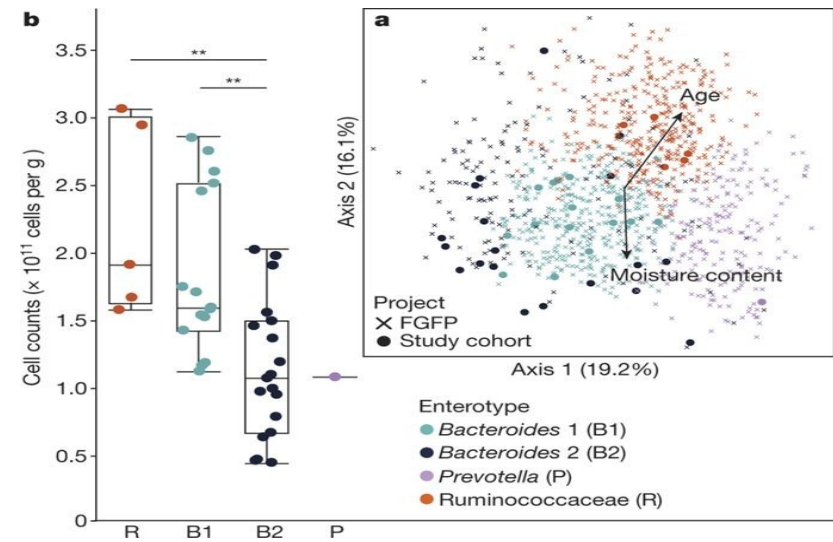 b
3.5
3.0
2.5
2.0
1.5
1.0
0.5
0
Cell counts (× 10¹¹ cells per g)
**
**
R B1 B2 P
a
Axis 2 (16.1%)
Age
Moisture content
Project
× FGFP
● Study cohort
Axis 1 (19.2%)
Enterotype
Bacteroides 1 (B1)
Bacteroides 2 (B2)
Prevotella (P)
Ruminococcaceae (R)